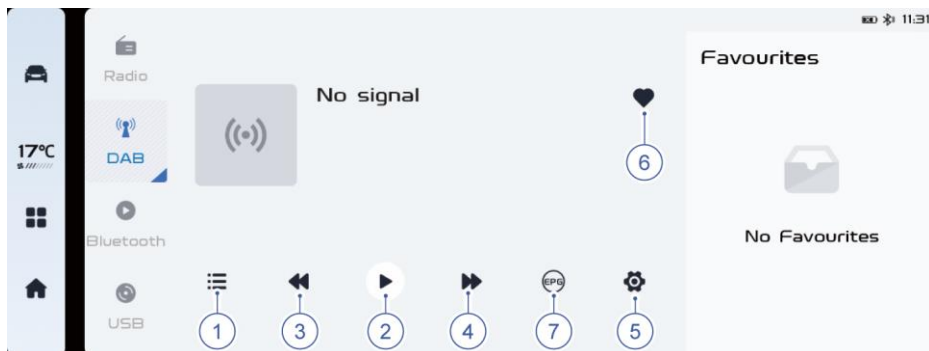 11:31
Radio
DAB
Bluetooth
USB
17°C
No signal
Favourites
No Favourites
EPG
6
1
3
2
4
7
5